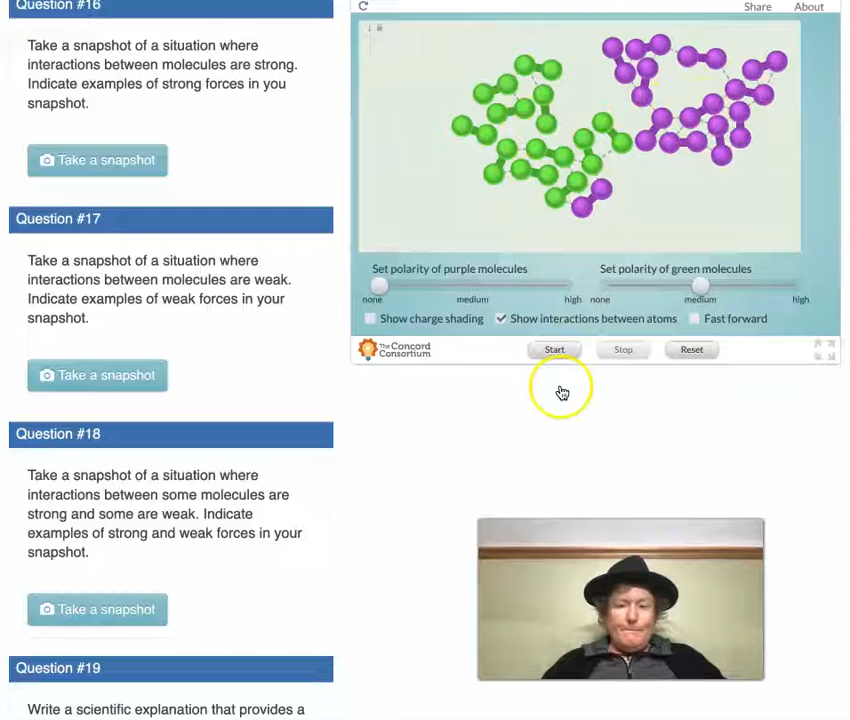 Question #16
Take a snapshot of a situation where
interactions between molecules are strong.
Indicate examples of strong forces in you
snapshot.
Take a snapshot
Question #17
Take a snapshot of a situation where
interactions between molecules are weak.
Indicate examples of weak forces in your
snapshot.
Take a snapshot
Question #18
Take a snapshot of a situation where
interactions between some molecules are
strong and some are weak. Indicate
examples of strong and weak forces in your
snapshot.
Take a snapshot
Question #19
Write a scientific explanation that provides a
Share About
Set polarity of purple molecules
none medium high
Set polarity of green molecules
none medium high
Show charge shading Show interactions between atoms Fast forward
The Concord
Consortium
Start Stop Reset